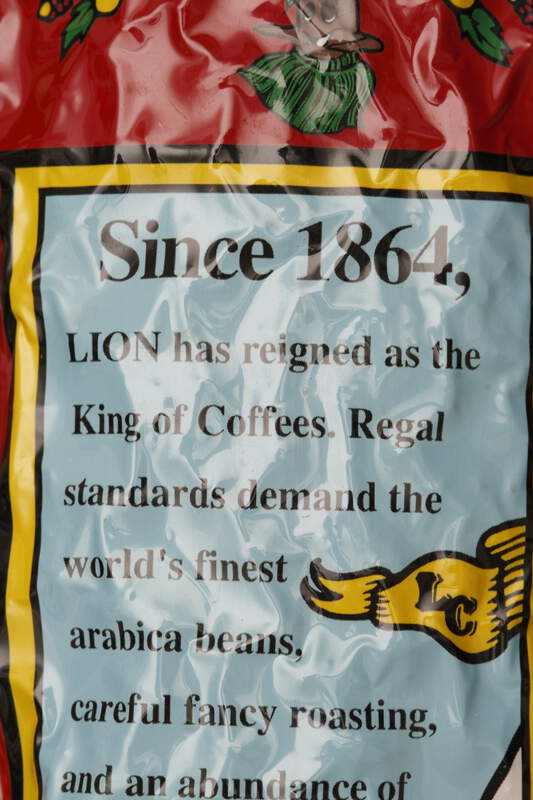 Since 1864,
LION has reigned as the
King of Coffees. Regal
standards demand the
world's finest
LC
arabica beans,
careful fancy roasting,
and an abundance of